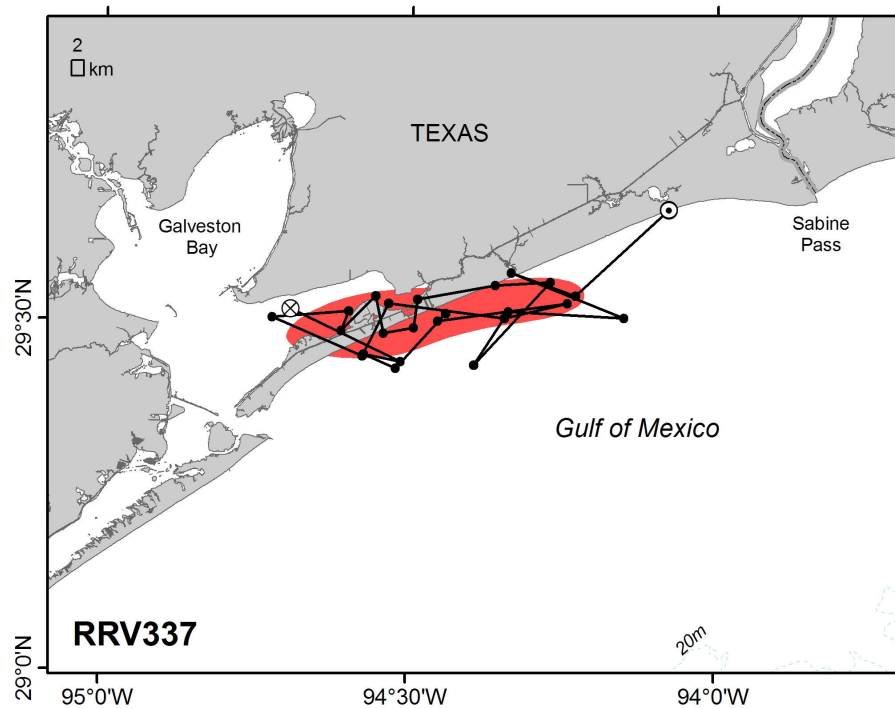 2
km
TEXAS
Galveston
Bay
Sabine
Pass
29°30'N
Gulf of Mexico
RRV337
20m
29°0'N
95°0'W
94°30'W
94°0'W